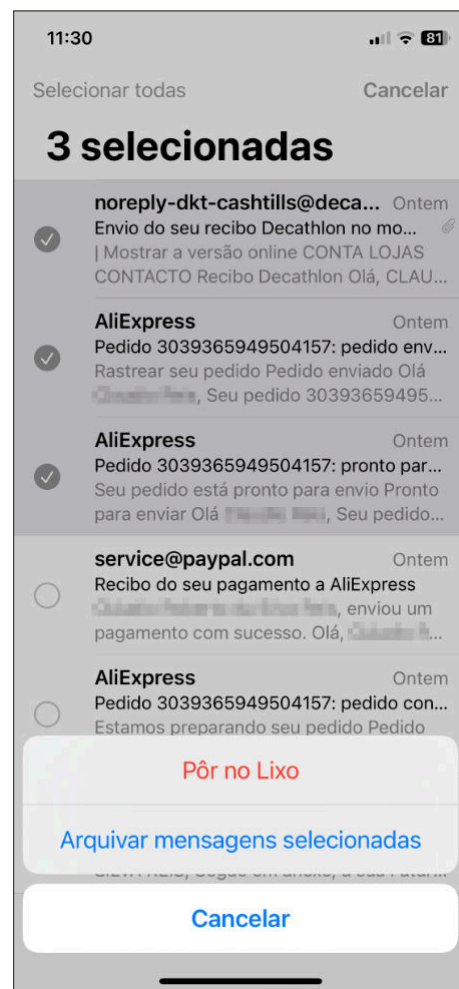 11:30
81
Selecionar todas
Cancelar
3 selecionadas
noreply-dkt-cashtills@deca... Ontem
Envio do seu recibo Decathlon no mo...
| Mostrar a versão online CONTA LOJAS
CONTACTO Recibo Decathlon Olá, CLAU...
AliExpress Ontem
Pedido 3039365949504157: pedido env...
Rastrear seu pedido Pedido enviado Olá
, Seu pedido 30393659495...
AliExpress Ontem
Pedido 3039365949504157: pronto par...
Seu pedido está pronto para envio Pronto
para enviar Olá , Seu pedido...
service@paypal.com Ontem
Recibo do seu pagamento a AliExpress
, enviou um
pagamento com sucesso. Olá, ...
AliExpress Ontem
Pedido 3039365949504157: pedido con...
Estamos preparando seu pedido Pedido
Pôr no Lixo
Arquivar mensagens selecionadas
Cancelar